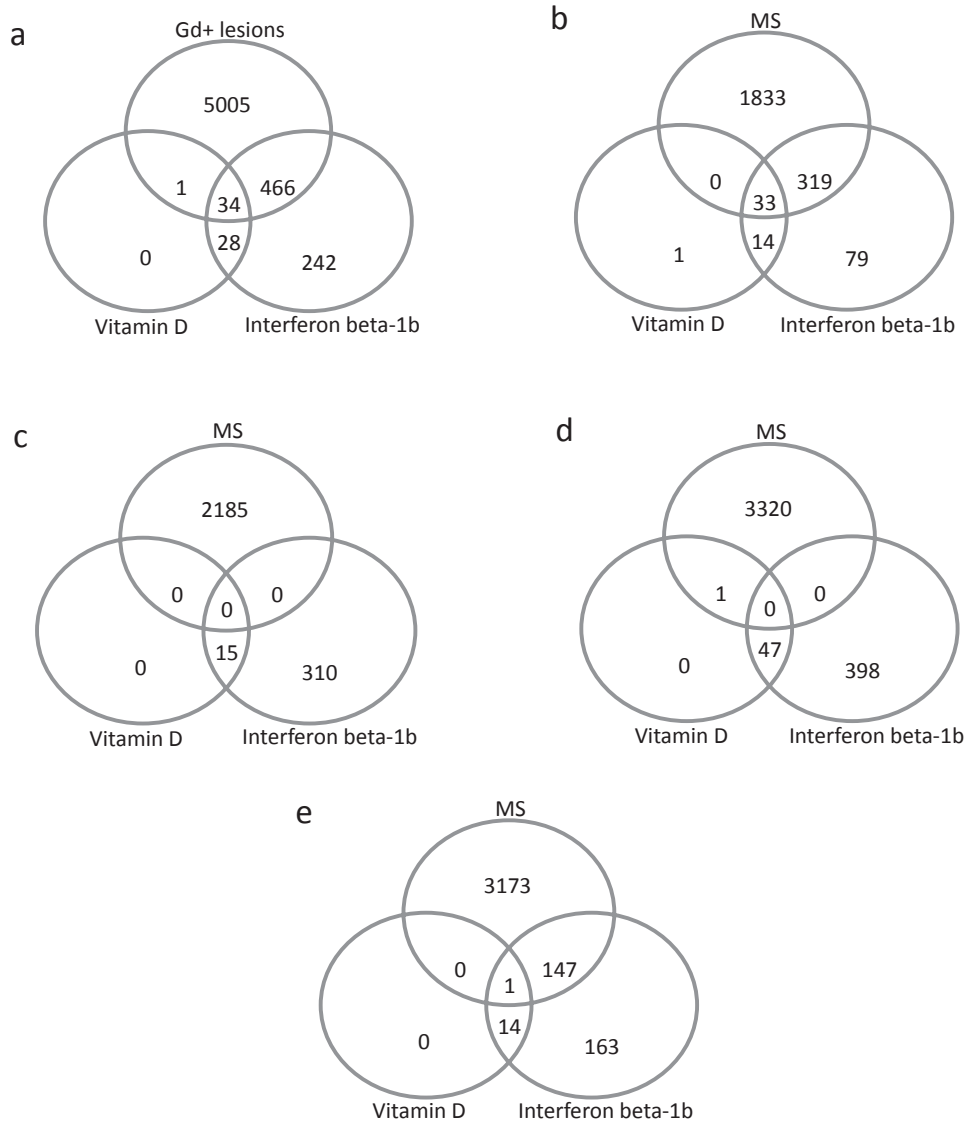 a
Gd+ lesions
5005
1
466
34
28
0
242
Vitamin D
Interferon beta-1b
b
MS
1833
0
319
33
14
1
79
Vitamin D
Interferon beta-1b
c
MS
2185
0
0
0
15
0
310
Vitamin D
Interferon beta-1b
d
MS
3320
1
0
0
47
0
398
Vitamin D
Interferon beta-1b
e
MS
3173
0
147
1
14
0
163
Vitamin D
Interferon beta-1b